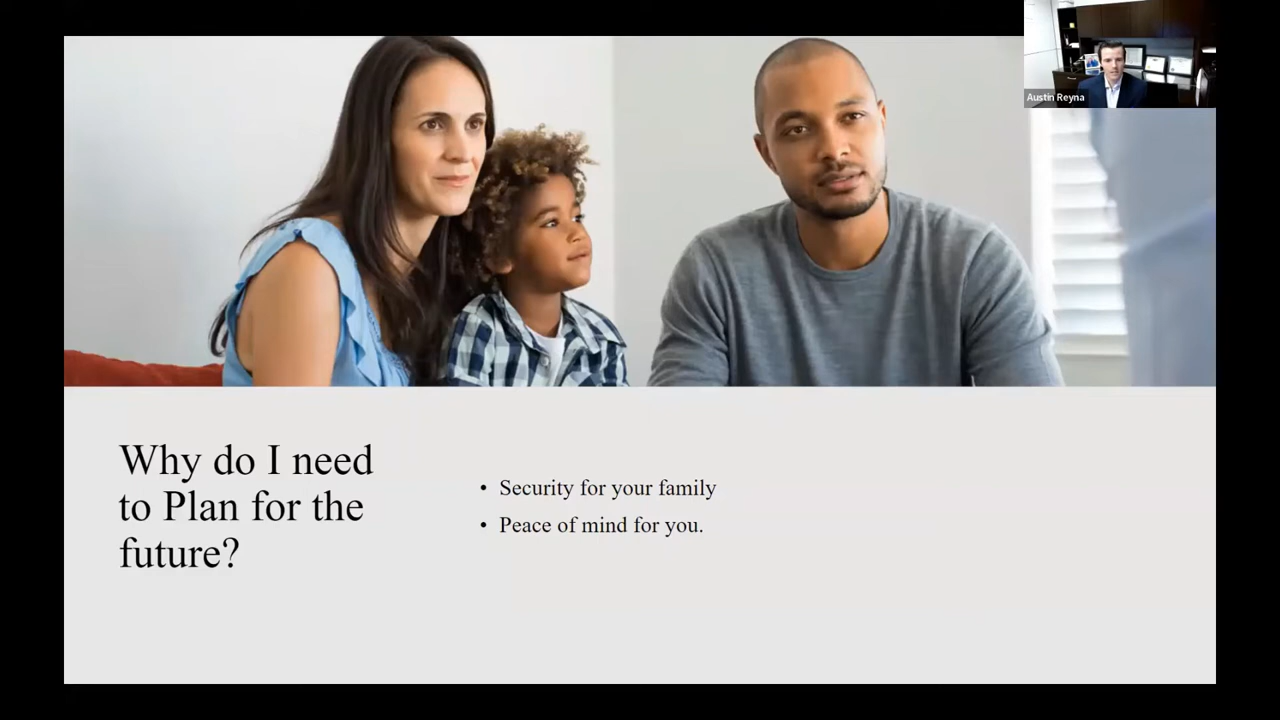 Austin Reyna
Why do I need
to Plan for the
future?
• Security for your family
• Peace of mind for you.